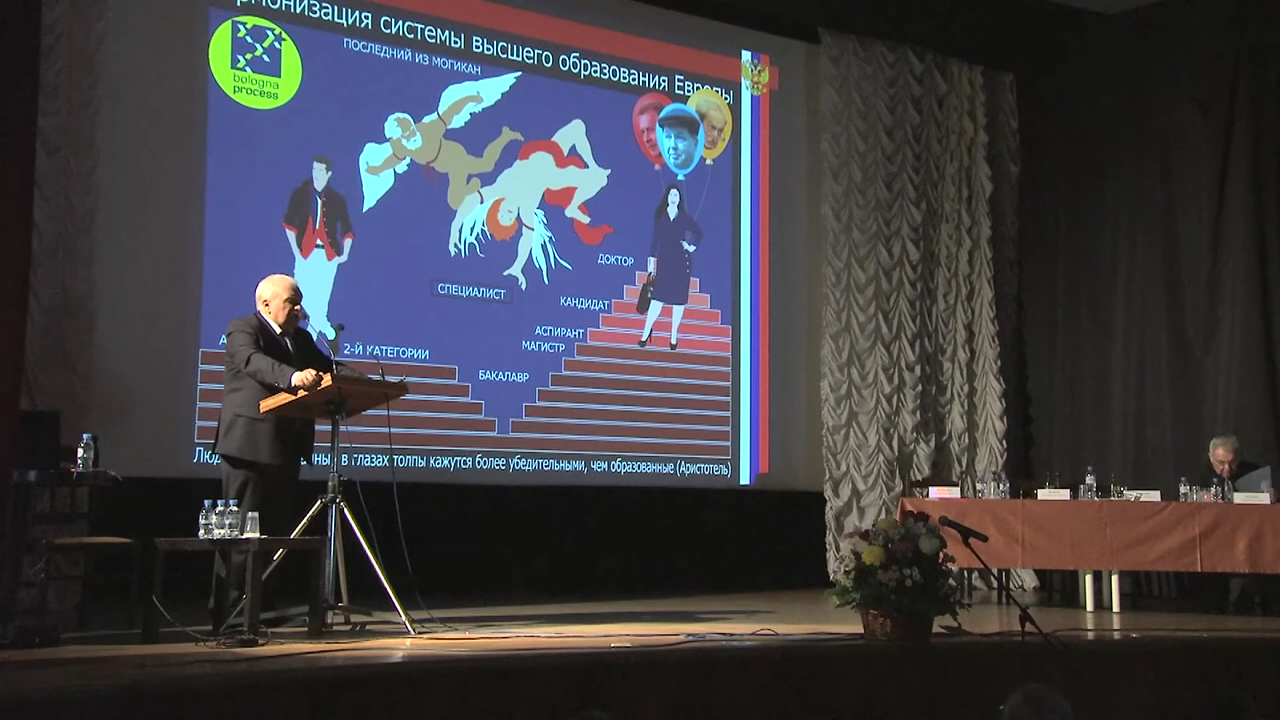 системы высшего образования Европы
ПОСЛЕДНИЙ ИЗ МОГИКАН
bologna
process
ДОКТОР
СПЕЦИАЛИСТ
КАНДИДАТ
АСПИРАНТ
МАГИСТР
2-Й КАТЕГОРИИ
БАКАЛАВР
в глазах толпы кажутся более убедительными, чем образованные (Аристотель)